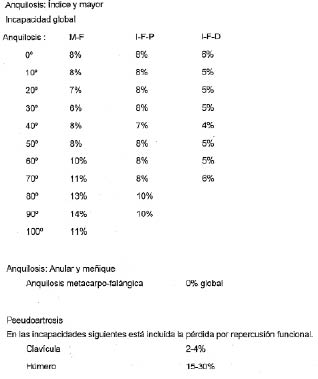 Anquilosis: Índice y mayor
Incapacidad global
Anquilosis : M-F I-F-P I-F-D
0º 8% 8% 6%
10º 8% 8% 5%
20º 7% 8% 5%
30º 6% 8% 5%
40º 8% 7% 4%
50º 8% 8% 5%
60º 10% 8% 5%
70º 11% 8% 6%
80º 13% 10%
90º 14% 10%
100º 11%
Anquilosis: Anular y meñique
Anquilosis metacarpo-falángica 0% global
Pseudoartrosis
En las incapacidades siguientes está incluida la pérdida por repercusión funcional.
Clavícula 2-4%
Húmero 15-30%